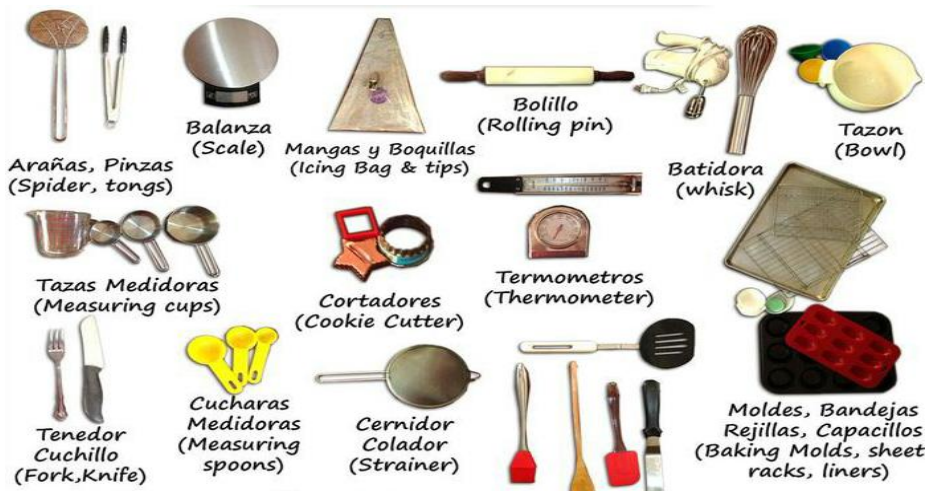 Arañas, Pinzas
(Spider, tongs)
Balanza
(Scale)
Mangas y Boquillas
(Icing Bag & tips)
Bolillo
(Rolling pin)
Batidora
(whisk)
Tazon
(Bowl)
Tazas Medidoras
(Measuring cups)
Cortadores
(Cookie Cutter)
Termometros
(Thermometer)
Tenedor
Cuchillo
(Fork,Knife)
Cucharas
Medidoras
(Measuring
spoons)
Cernidor
Colador
(Strainer)
Moldes, Bandejas
Rejillas, Capacillos
(Baking Molds, sheet
racks, liners)